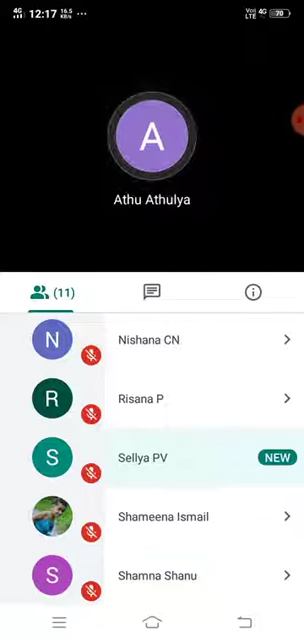 4G 12:17 16.5 KB/s ... Vo) LTE 4G 70
A
Athu Athulya
(11)
N Nishana CN
R Risana P
S Sellya PV NEW
Shameena Ismail
S Shamna Shanu